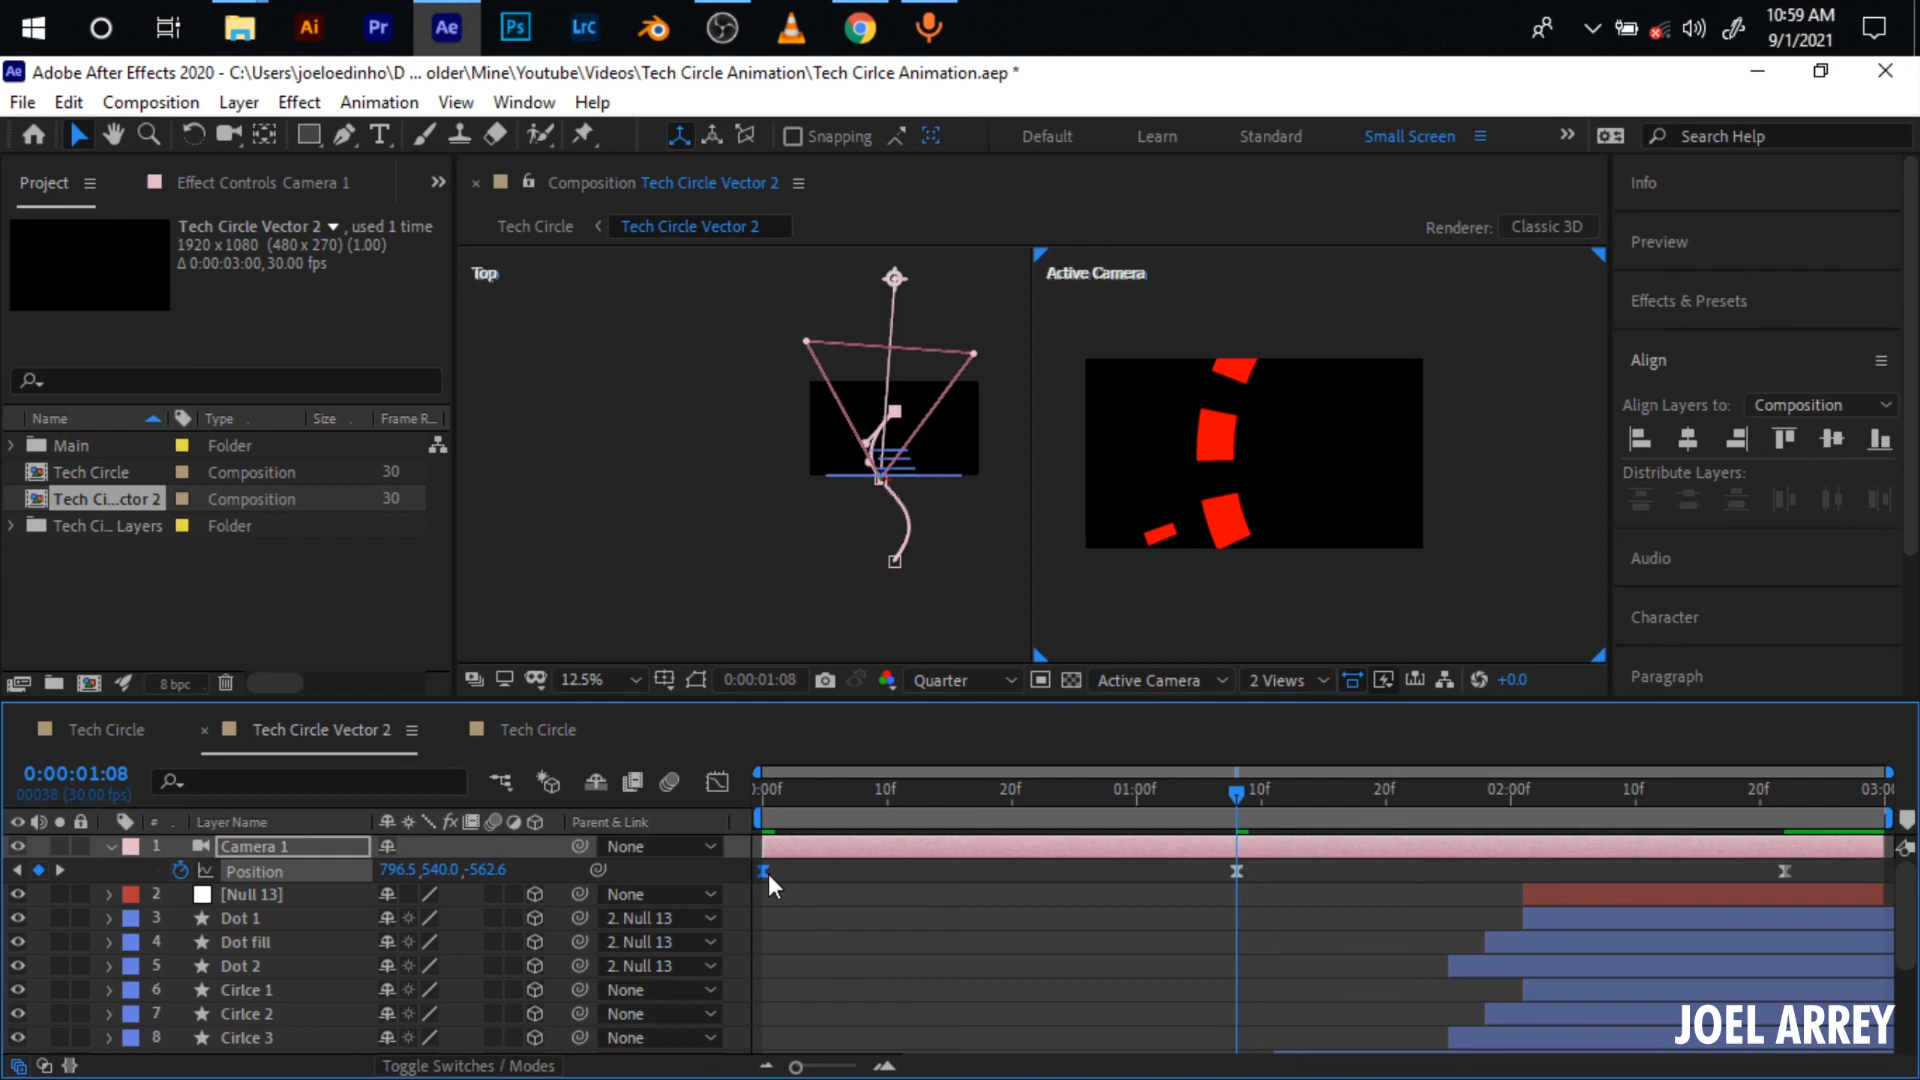 Ai
Pr
Ae
Ps
Lrc
10:59 AM
9/1/2021
Ae
Adobe After Effects 2020 - C:\Users\joeloedinho\D ... older\Mine\Youtube\Videos\Tech Circle Animation\Tech Cirlce Animation.aep *
File Edit Composition Layer Effect Animation View Window Help
Snapping
Default
Learn
Standard
Small Screen
Search Help
Project
Effect Controls Camera 1
Composition Tech Circle Vector 2
Info
Tech Circle Vector 2 , used 1 time
1920 x 1080 (480 x 270) (1.00)
Δ 0:00:03:00, 30.00 fps
Tech Circle
Tech Circle Vector 2
Renderer:
Classic 3D
Preview
Top
Active Camera
Effects & Presets
Align
Align Layers to:
Composition
Name
Type
Size
Frame R...
Main
Folder
Tech Circle
Composition
30
Tech Ci...ctor 2
Composition
30
Tech Ci... Layers
Folder
Distribute Layers:
Audio
Character
Paragraph
8 bpc
12.5%
0:00:01:08
Quarter
Active Camera
2 Views
+0.0
Tech Circle
Tech Circle Vector 2
Tech Circle
0:00:01:08
00038 (30.00 fps)
):00f
10f
20f
01:00f
10f
20f
02:00f
10f
20f
03:00
#
Layer Name
fx
Parent & Link
1
Camera 1
None
Position
796.5,540.0,-562.6
2
[Null 13]
None
3
Dot 1
2. Null 13
4
Dot fill
2. Null 13
5
Dot 2
2. Null 13
6
Cirlce 1
None
7
Cirlce 2
None
8
Cirlce 3
None
Toggle Switches / Modes
JOEL ARREY